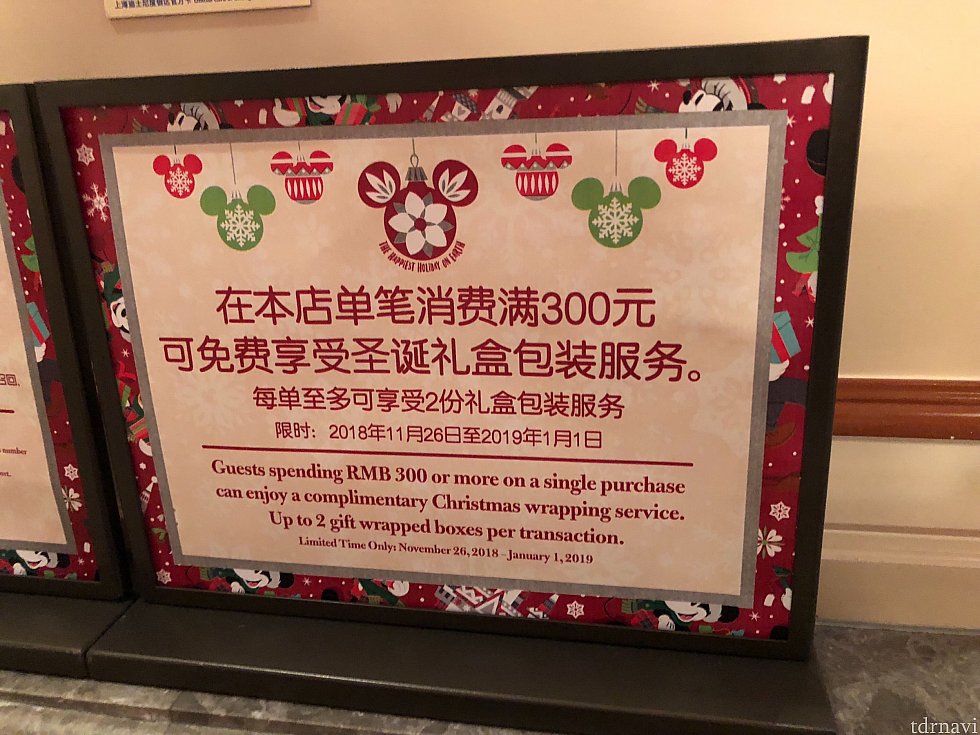 THE HAPPIEST HOLIDAY ON EARTH
在本店单笔消费满300元
可免费享受圣诞礼盒包装服务。
每单至多可享受2份礼盒包装服务
限时：2018年11月26日至2019年1月1日
Guests spending RMB 300 or more on a single purchase
can enjoy a complimentary Christmas wrapping service.
Up to 2 gift wrapped boxes per transaction.
Limited Time Only: November 26, 2018 – January 1, 2019
number
tdrnavi